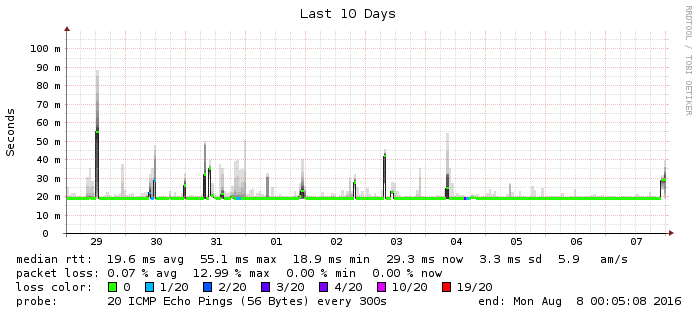 Last 10 Days
RRDTOOL / TOBI OETIKER
Seconds
100 m
90 m
80 m
70 m
60 m
50 m
40 m
30 m
20 m
10 m
0
29 30 31 01 02 03 04 05 06 07
median rtt: 19.6 ms avg 55.1 ms max 18.9 ms min 29.3 ms now 3.3 ms sd 5.9 am/s
packet loss: 0.07 % avg 12.99 % max 0.00 % min 0.00 % now
loss color: 0 1/20 2/20 3/20 4/20 10/20 19/20
probe: 20 ICMP Echo Pings (56 Bytes) every 300s end: Mon Aug 8 00:05:08 2016